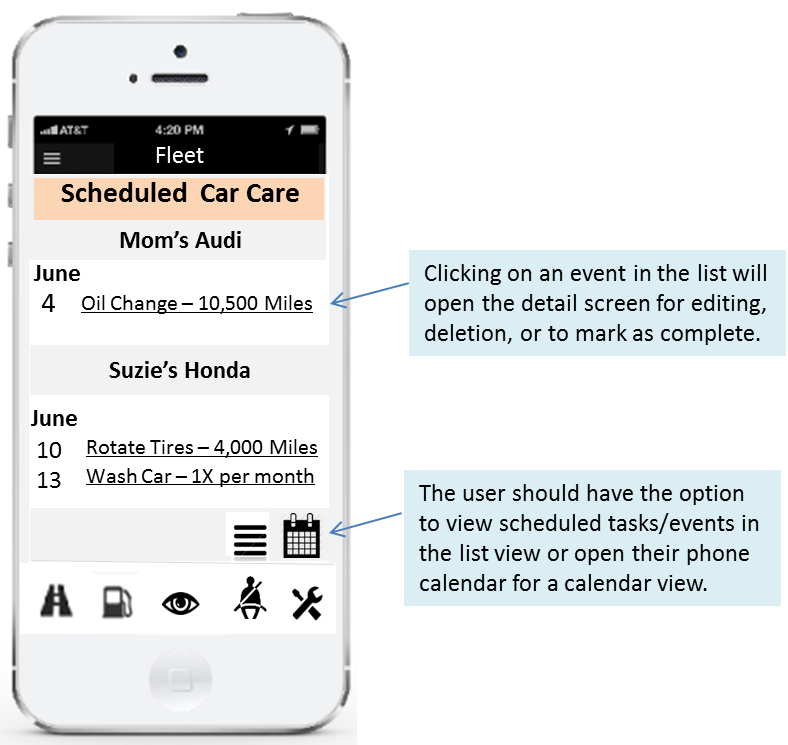 AT&T 4:20 PM
Fleet
Scheduled Car Care
Mom’s Audi
June
4 Oil Change – 10,500 Miles
Suzie’s Honda
June
10 Rotate Tires – 4,000 Miles
13 Wash Car – 1X per month
Clicking on an event in the list will
open the detail screen for editing,
deletion, or to mark as complete.
The user should have the option
to view scheduled tasks/events in
the list view or open their phone
calendar for a calendar view.